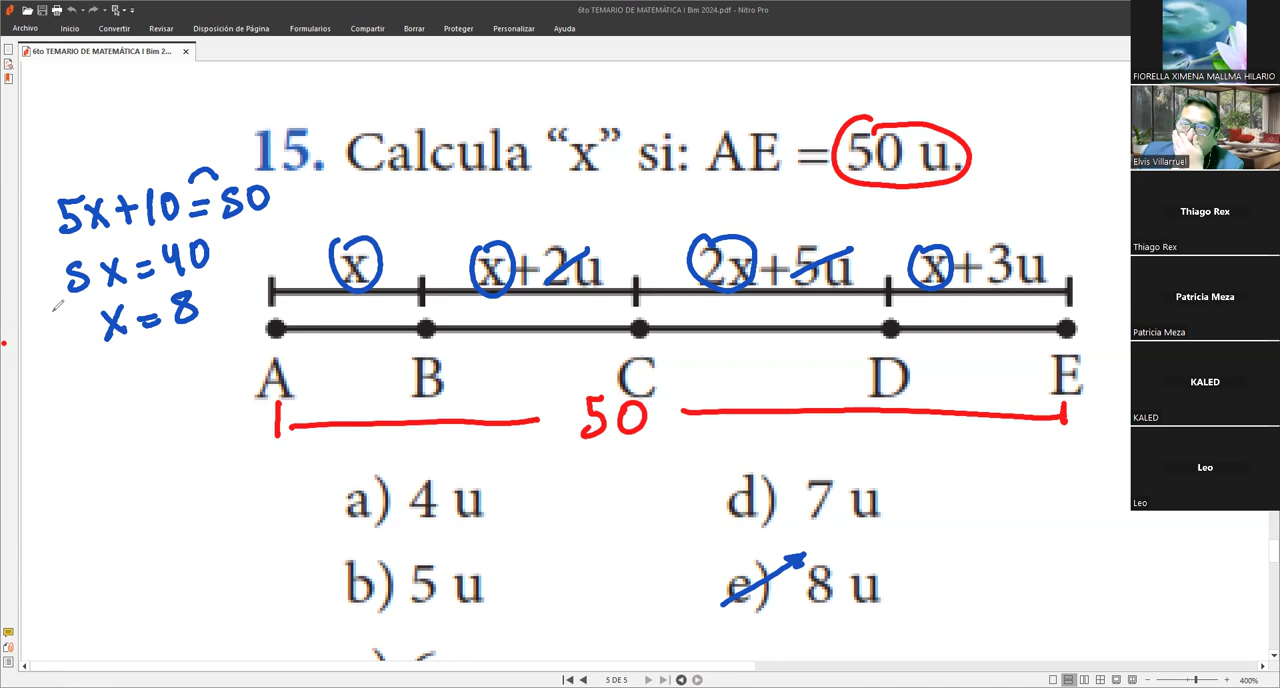 6to TEMARIO DE MATEMÁTICA I Bim 2024.pdf - Nitro Pro
Archivo Inicio Convertir Revisar Disposición de Página Formularios Compartir Borrar Proteger Personalizar Ayuda
6to TEMARIO DE MATEMÁTICA I Bim 2...
15. Calcula “x” si: AE = 50 u.
5x+10=50
5x=40
x=8
x x+2u 2x+5u x+3u
A B C D E
50
a) 4 u
d) 7 u
b) 5 u
e) 8 u
FIORELLA XIMENA MALLMA HILARIO
Elvis Villarruel
Thiago Rex
Thiago Rex
Patricia Meza
Patricia Meza
KALED
KALED
Leo
Leo
5 DE 5
400%